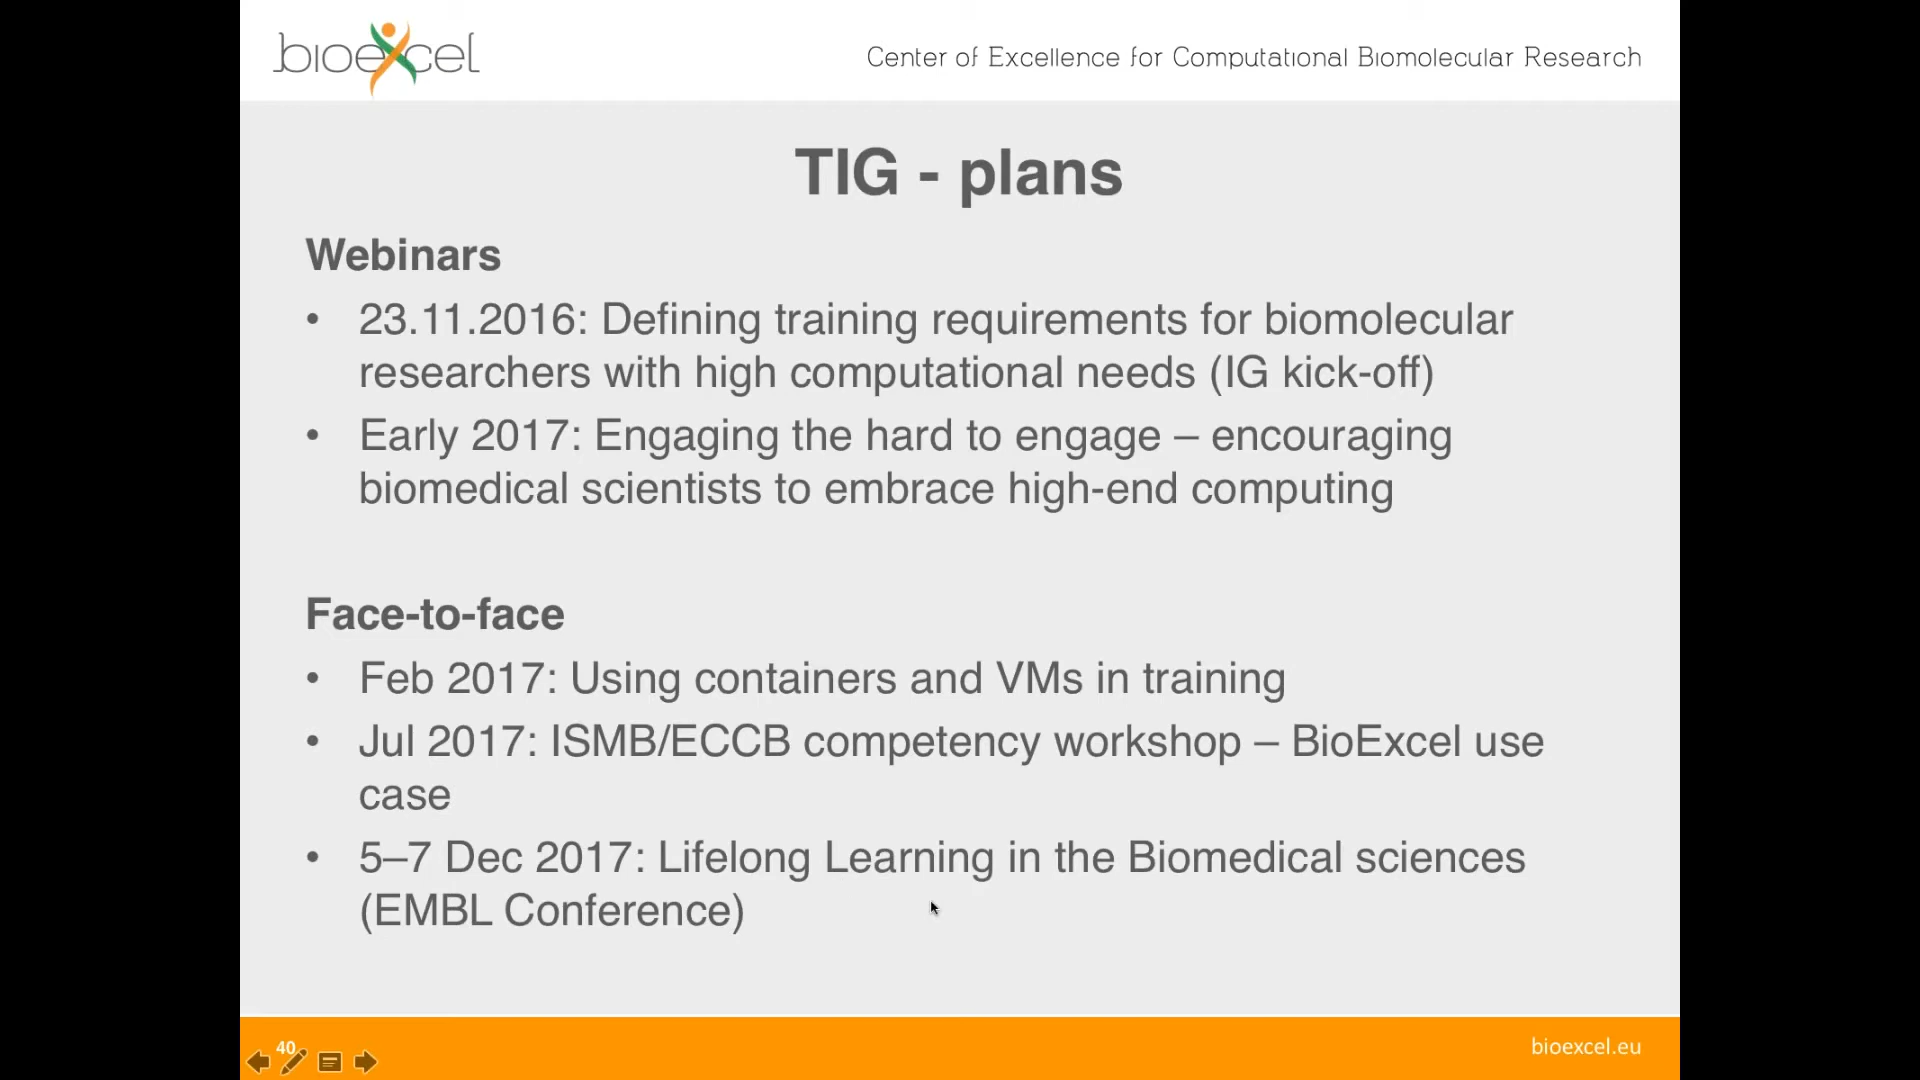 bioexcel
Center of Excellence for Computational Biomolecular Research
TIG - plans
Webinars
• 23.11.2016: Defining training requirements for biomolecular
researchers with high computational needs (IG kick-off)
• Early 2017: Engaging the hard to engage – encouraging
biomedical scientists to embrace high-end computing
Face-to-face
• Feb 2017: Using containers and VMs in training
• Jul 2017: ISMB/ECCB competency workshop – BioExcel use
case
• 5–7 Dec 2017: Lifelong Learning in the Biomedical sciences
(EMBL Conference)
40
bioexcel.eu